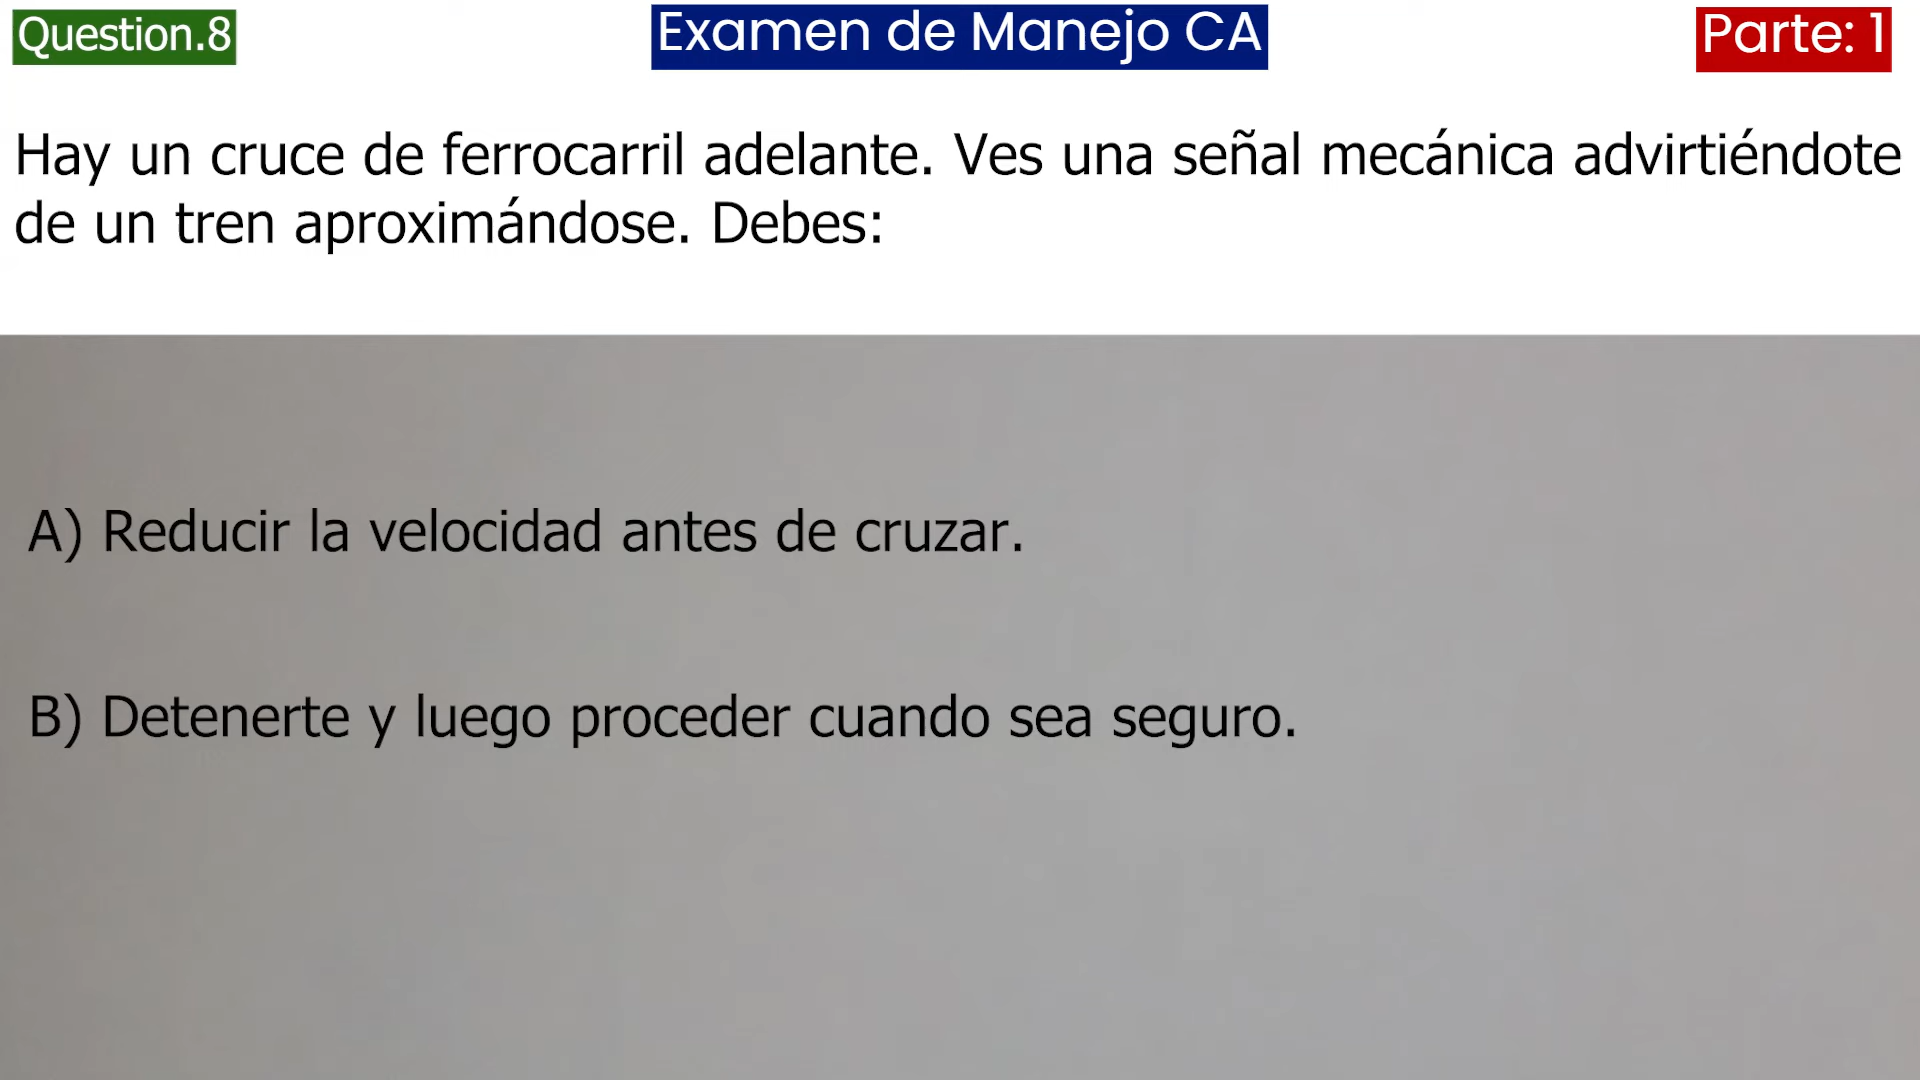 Question.8
Examen de Manejo CA
Parte: 1
Hay un cruce de ferrocarril adelante. Ves una señal mecánica advirtiéndote
de un tren aproximándose. Debes:
A) Reducir la velocidad antes de cruzar.
B) Detenerte y luego proceder cuando sea seguro.